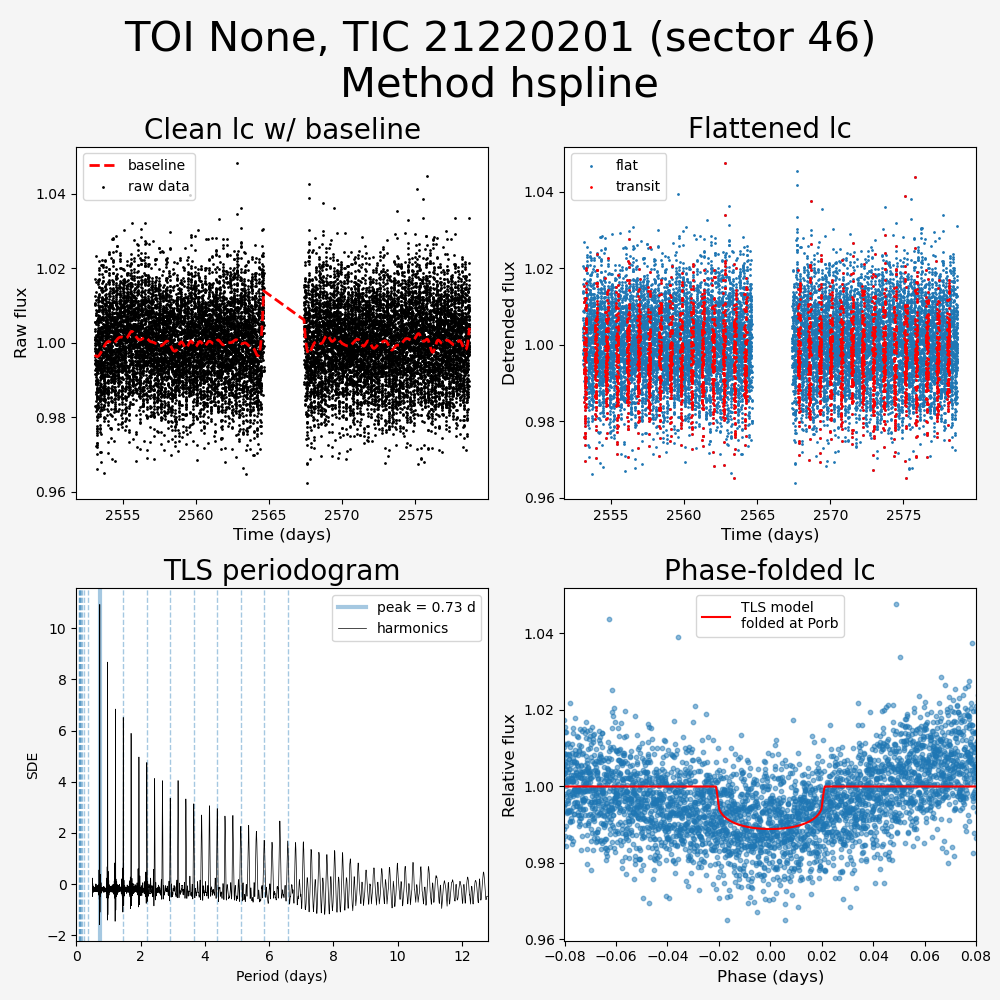 TOI None, TIC 21220201 (sector 46)
Method hspline
Clean lc w/ baseline
Flattened lc
baseline
raw data
flat
transit
1.04
1.02
1.00
0.98
0.96
Raw flux
2555 2560 2565 2570 2575
Time (days)
1.04
1.02
1.00
0.98
0.96
Detrended flux
2555 2560 2565 2570 2575
Time (days)
TLS periodogram
Phase-folded lc
peak = 0.73 d
harmonics
TLS model
folded at Porb
10
8
6
4
2
0
−2
SDE
0 2 4 6 8 10 12
Period (days)
1.04
1.02
1.00
0.98
0.96
Relative flux
−0.08 −0.06 −0.04 −0.02 0.00 0.02 0.04 0.06 0.08
Phase (days)